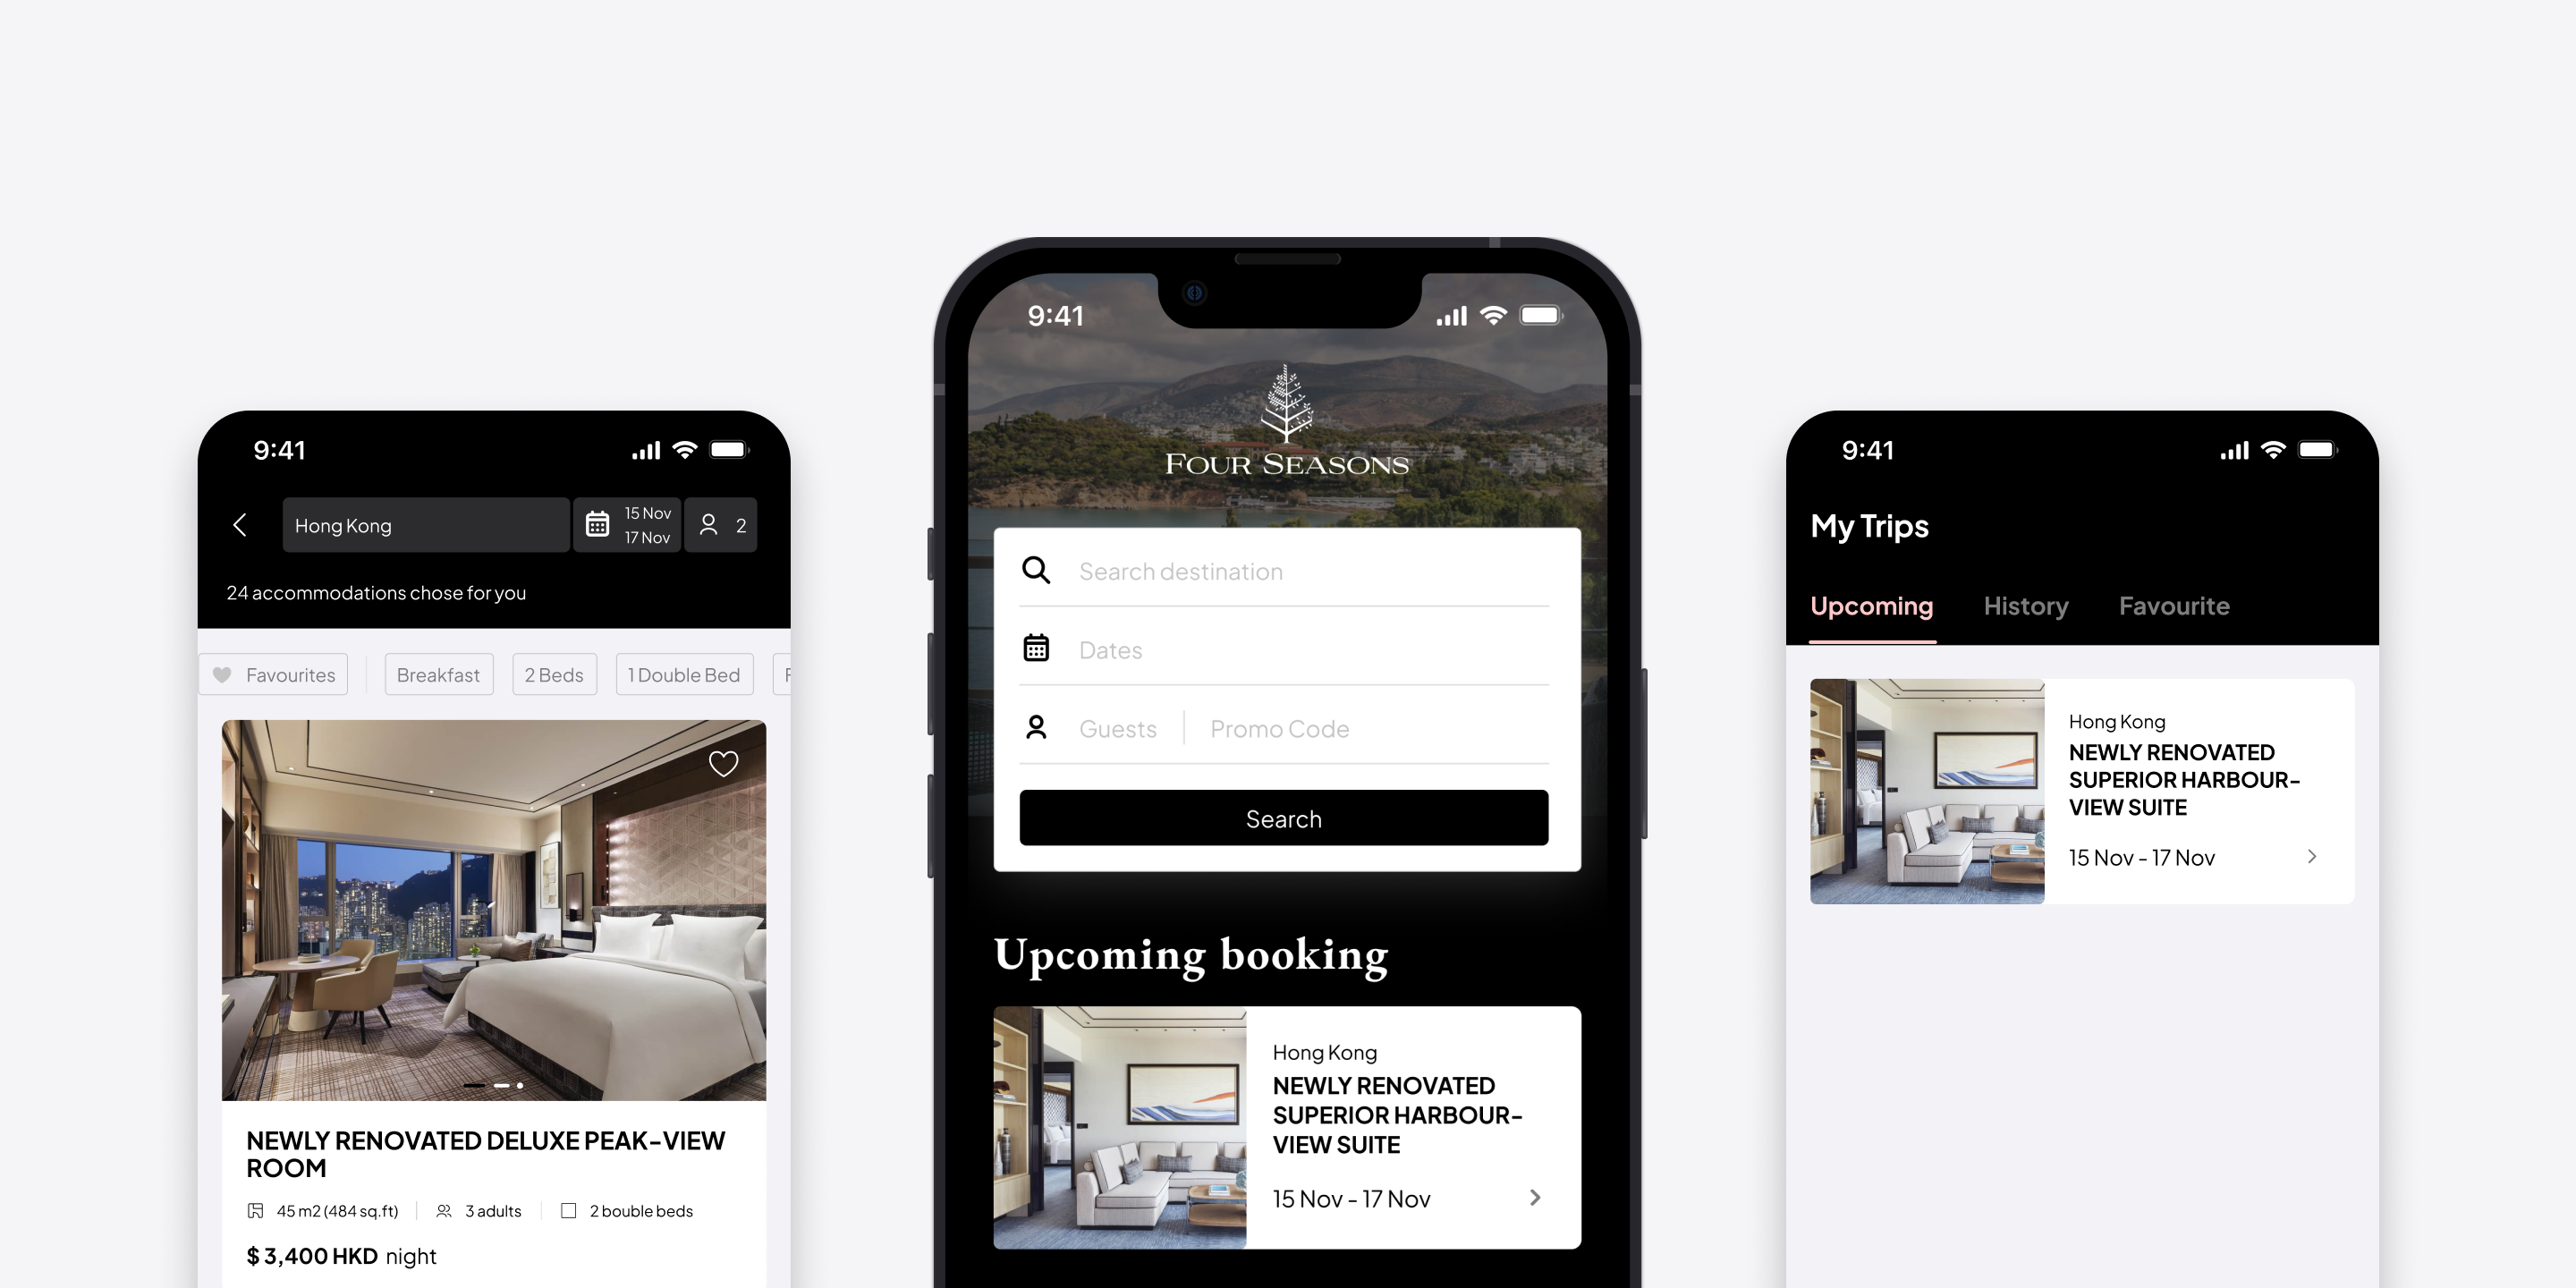 9:41
Hong Kong
15 Nov
17 Nov
2
24 accommodations chose for you
Favourites
Breakfast
2 Beds
1 Double Bed
F
NEWLY RENOVATED DELUXE PEAK-VIEW
ROOM
45 m2 (484 sq.ft)
3 adults
2 bouble beds
$ 3,400 HKD night
9:41
FOUR SEASONS
Search destination
Dates
Guests
Promo Code
Search
Upcoming booking
Hong Kong
NEWLY RENOVATED
SUPERIOR HARBOUR-
VIEW SUITE
15 Nov - 17 Nov
9:41
My Trips
Upcoming
History
Favourite
Hong Kong
NEWLY RENOVATED
SUPERIOR HARBOUR-
VIEW SUITE
15 Nov - 17 Nov